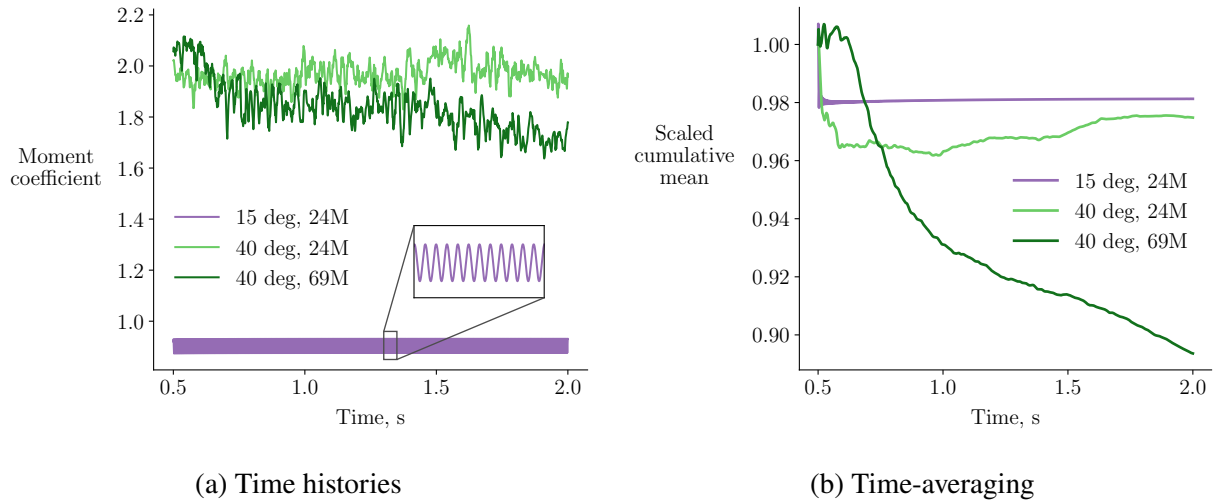 2.2
2.0
1.8
1.6
1.4
1.2
1.0
Moment
coefficient
15 deg, 24M
40 deg, 24M
40 deg, 69M
0.5
1.0
1.5
2.0
Time, s
(a) Time histories
1.00
0.98
0.96
0.94
0.92
0.90
Scaled
cumulative
mean
15 deg, 24M
40 deg, 24M
40 deg, 69M
0.5
1.0
1.5
2.0
Time, s
(b) Time-averaging